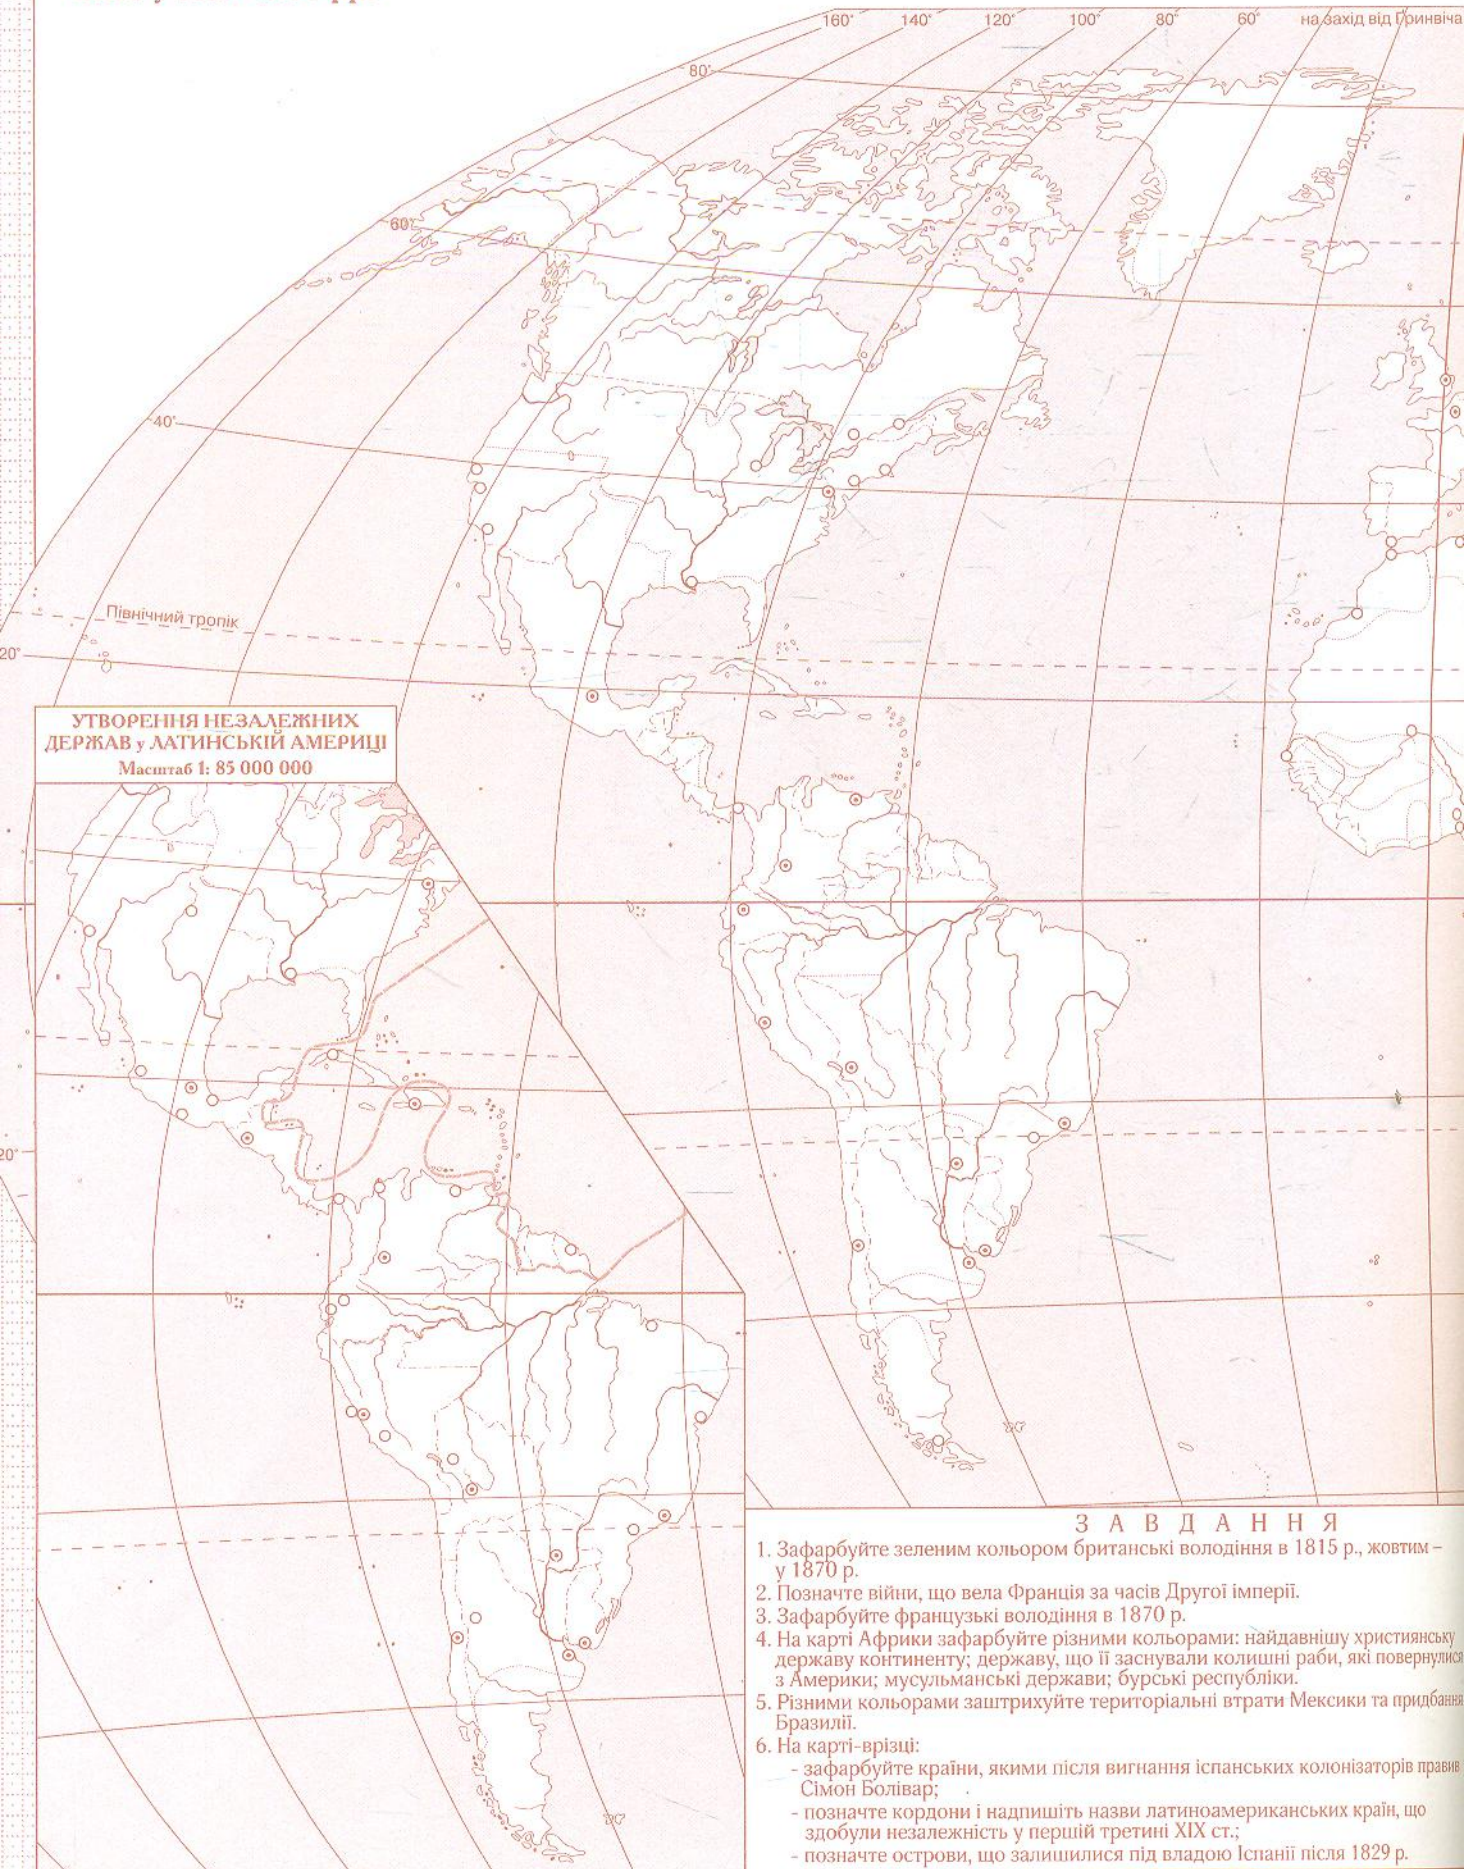 160° 140° 120° 100° 80° 60° на захід від Гринвіча
80°
60°
40°
Північний тропік
20°
УТВОРЕННЯ НЕЗАЛЕЖНИХ
ДЕРЖАВ у ЛАТИНСЬКІЙ АМЕРИЦІ
Масштаб 1: 85 000 000
20°
ЗАВДАННЯ
1. Зафарбуйте зеленим кольором британські володіння в 1815 р., жовтим –
у 1870 р.
2. Позначте війни, що вела Франція за часів Другої імперії.
3. Зафарбуйте французькі володіння в 1870 р.
4. На карті Африки зафарбуйте різними кольорами: найдавнішу християнську
державу континенту; державу, що її заснували колишні раби, які повернулися
з Америки; мусульманські держави; бурські республіки.
5. Різними кольорами заштрихуйте територіальні втрати Мексики та придбання
Бразилії.
6. На карті-врізці:
- зафарбуйте країни, якими після вигнання іспанських колонізаторів правив
Сімон Болівар;
- позначте кордони і надпишіть назви латиноамериканських країн, що
здобули незалежність у першій третині XIX ст.;
- позначте острови, що залишилися під владою Іспанії після 1829 р.